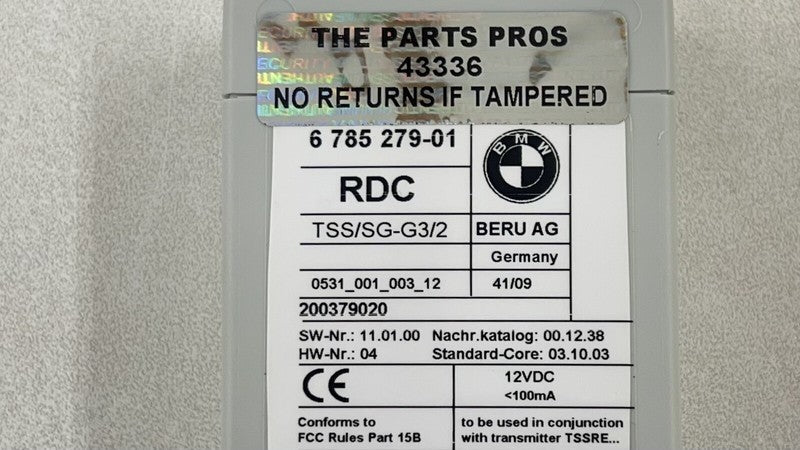 THE PARTS PROS
43336
NO RETURNS IF TAMPERED
6 785 279-01
BMW
RDC
TSS/SG-G3/2
BERU AG
Germany
0531_001_003_12
41/09
200379020
SW-Nr.: 11.01.00 Nachr.katalog: 00.12.38
HW-Nr.: 04 Standard-Core: 03.10.03
CE
12VDC
<100mA
Conforms to
FCC Rules Part 15B
to be used in conjunction
with transmitter TSSRE...